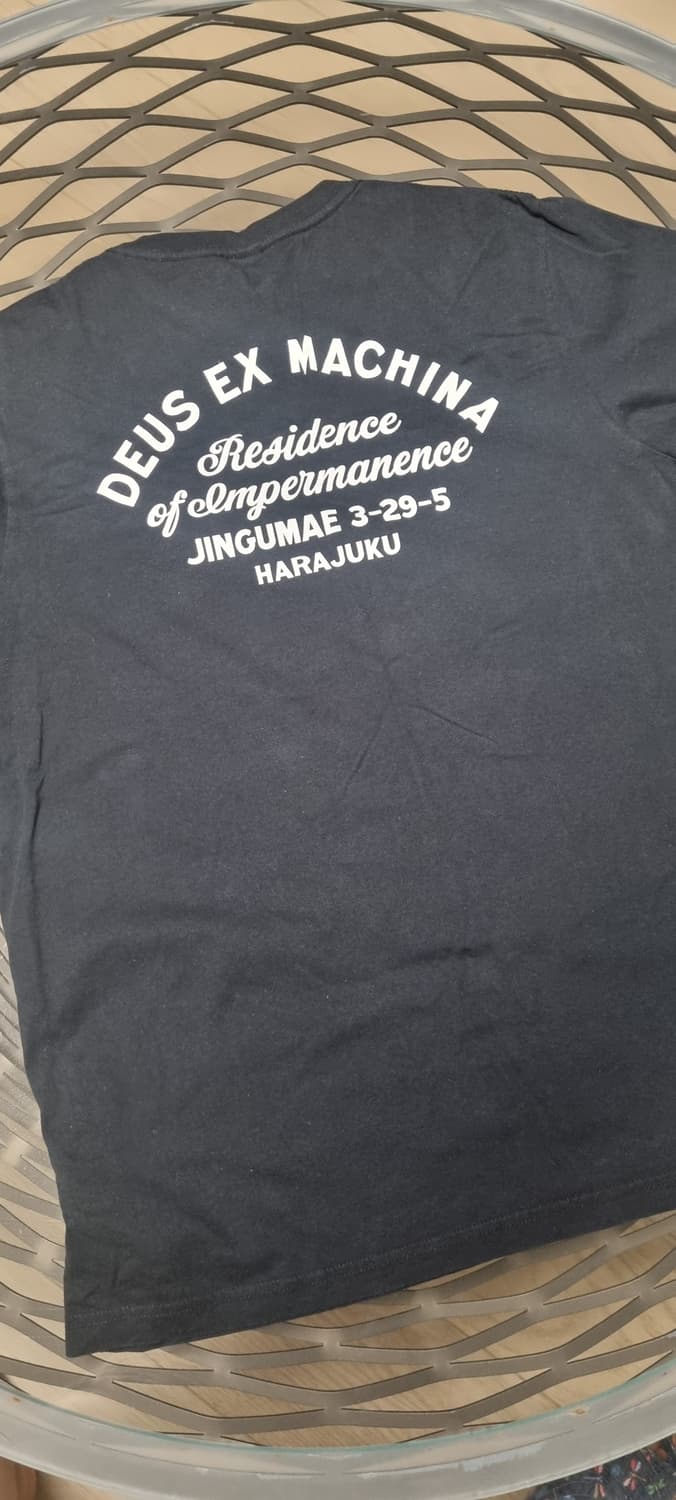 DEUS EX MACHINA
Residence
of Impermanence
JINGUMAE 3-29-5
HARAJUKU